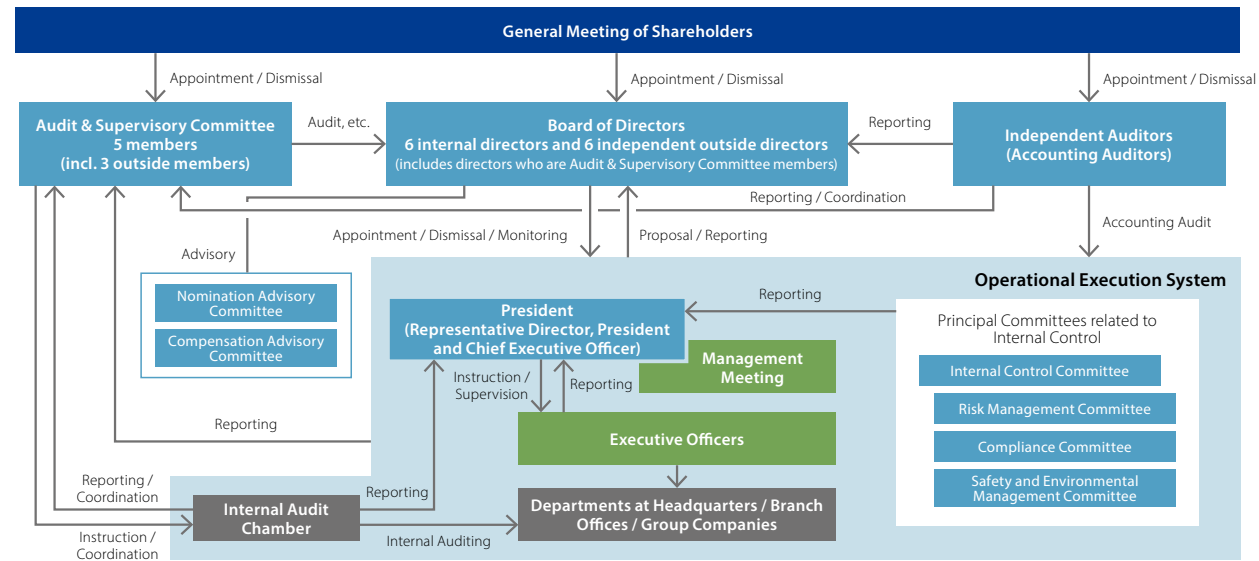 General Meeting of Shareholders
Appointment / Dismissal
Appointment / Dismissal
Appointment / Dismissal
Audit & Supervisory Committee
5 members
(incl. 3 outside members)
Audit, etc.
Board of Directors
6 internal directors and 6 independent outside directors
(includes directors who are Audit & Supervisory Committee members)
Reporting
Independent Auditors
(Accounting Auditors)
Reporting / Coordination
Appointment / Dismissal / Monitoring
Proposal / Reporting
Accounting Audit
Advisory
Nomination Advisory
Committee
Compensation Advisory
Committee
Operational Execution System
President
(Representative Director, President
and Chief Executive Officer)
Reporting
Management
Meeting
Instruction /
Supervision
Reporting
Executive Officers
Principal Committees related to
Internal Control
Internal Control Committee
Risk Management Committee
Compliance Committee
Safety and Environmental
Management Committee
Reporting
Reporting /
Coordination
Instruction /
Coordination
Internal Audit
Chamber
Reporting
Internal Auditing
Departments at Headquarters / Branch
Offices / Group Companies